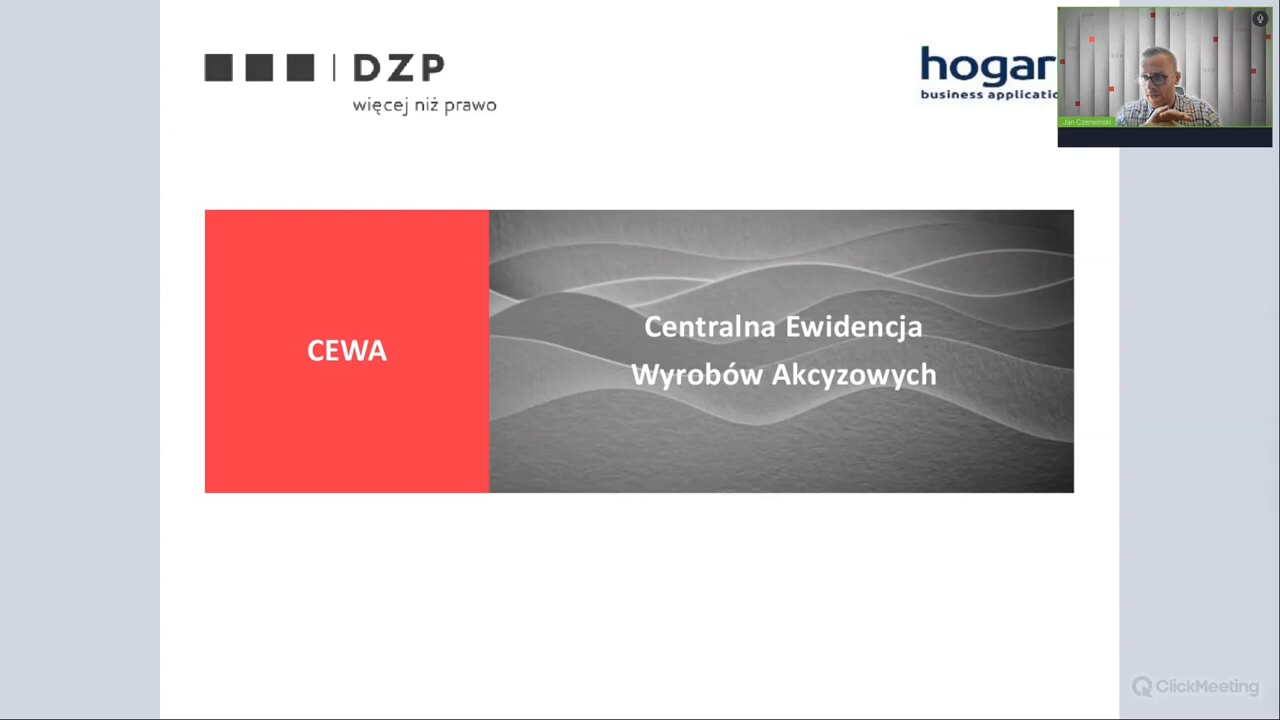 DZP
więcej niż prawo
hogar
business applicatio
Jan Czerwiński
CEWA
Centralna Ewidencja
Wyrobów Akcyzowych
ClickMeeting